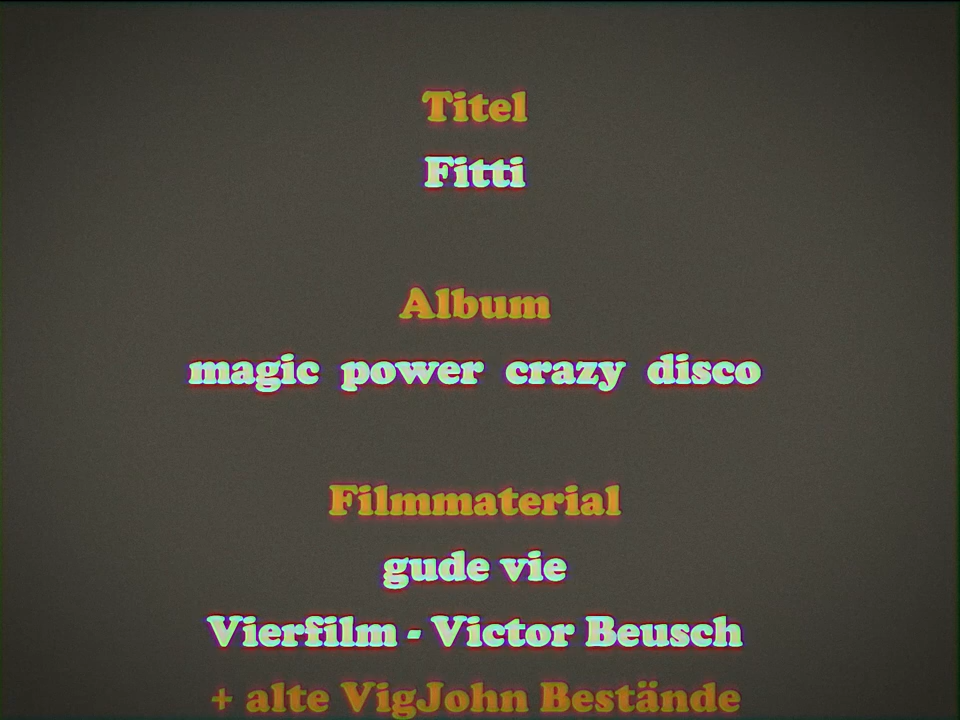 Titel
Fitti
Album
magic power crazy disco
Filmmaterial
gude vie
Vierfilm - Victor Beusch
+ alte VigJohn Bestände